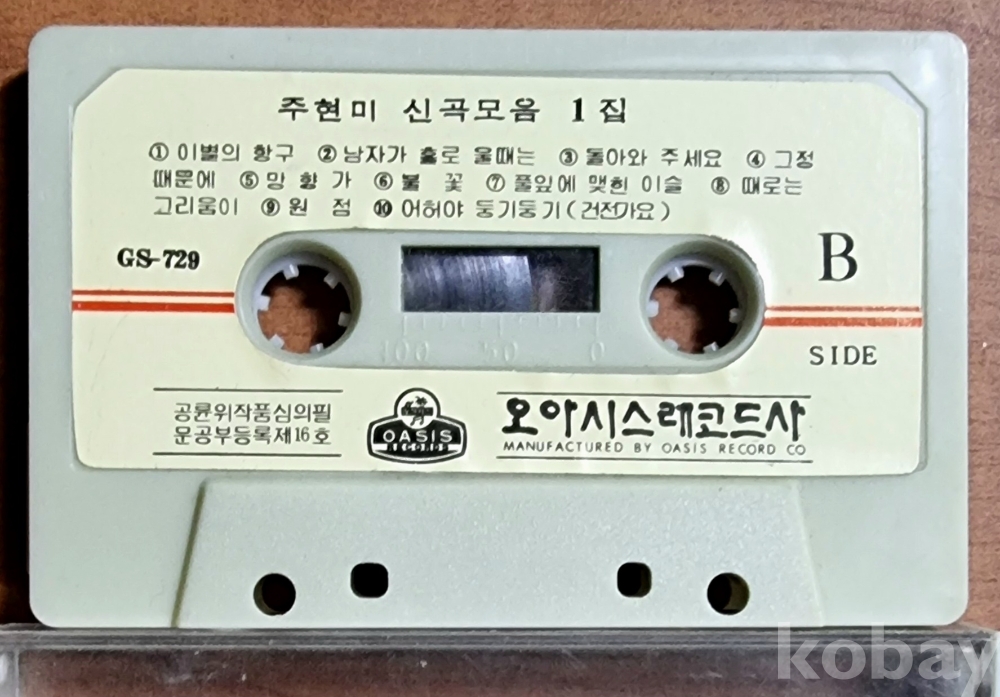 주현미 신곡모음 1집
① 이별의 항구 ② 남자가 홀로 울때는 ③ 돌아와 주세요 ④ 그정
때문에 ⑤ 망 향 가 ⑥ 불 꽃 ⑦ 풀잎에 맺힌 이슬 ⑧ 때로는
그리움이 ⑨ 원 점 ⑩ 어허야 둥기둥기(건전가요)
GS-729
B
100 50 0
SIDE
공륜위작품심의필
문공부등록제16호
OASIS
RECORDS
오아시스레코드사
MANUFACTURED BY OASIS RECORD CO
kobay